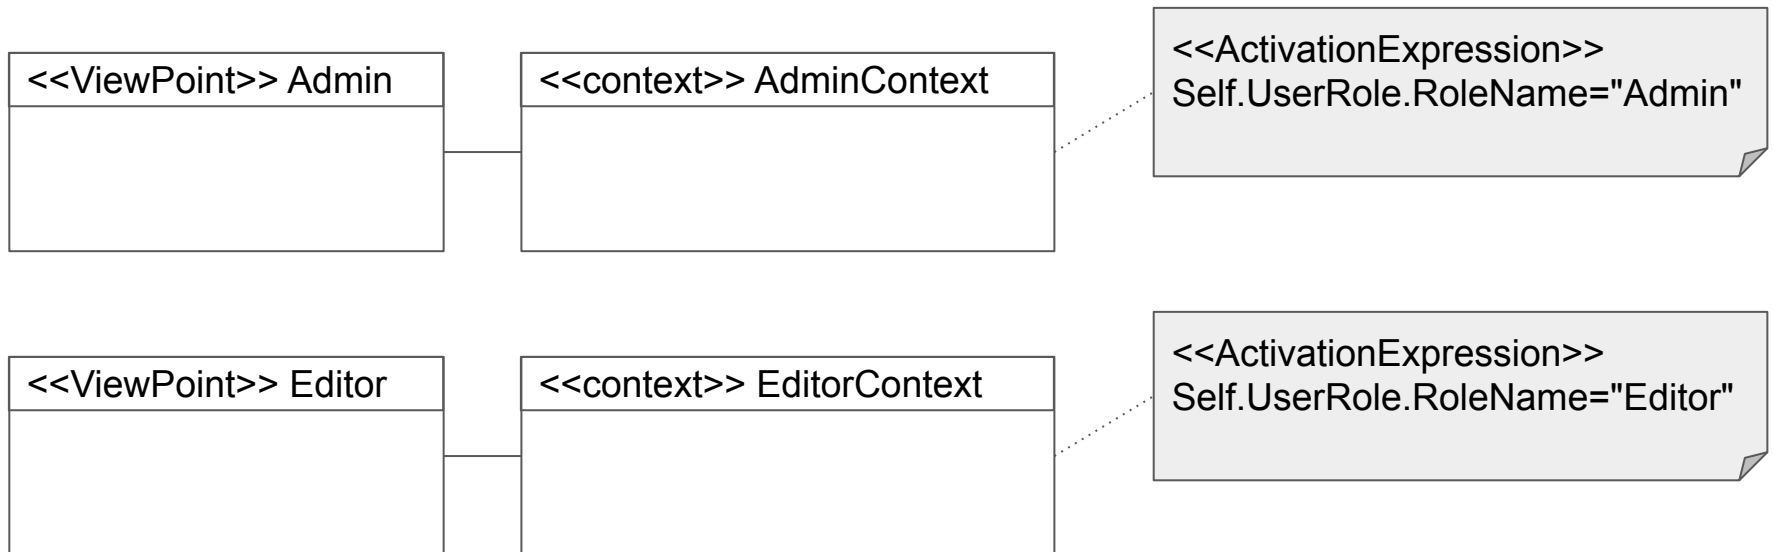 <<ViewPoint>> Admin
<<context>> AdminContext
<<ActivationExpression>>
Self.UserRole.RoleName="Admin"
<<ViewPoint>> Editor
<<context>> EditorContext
<<ActivationExpression>>
Self.UserRole.RoleName="Editor"